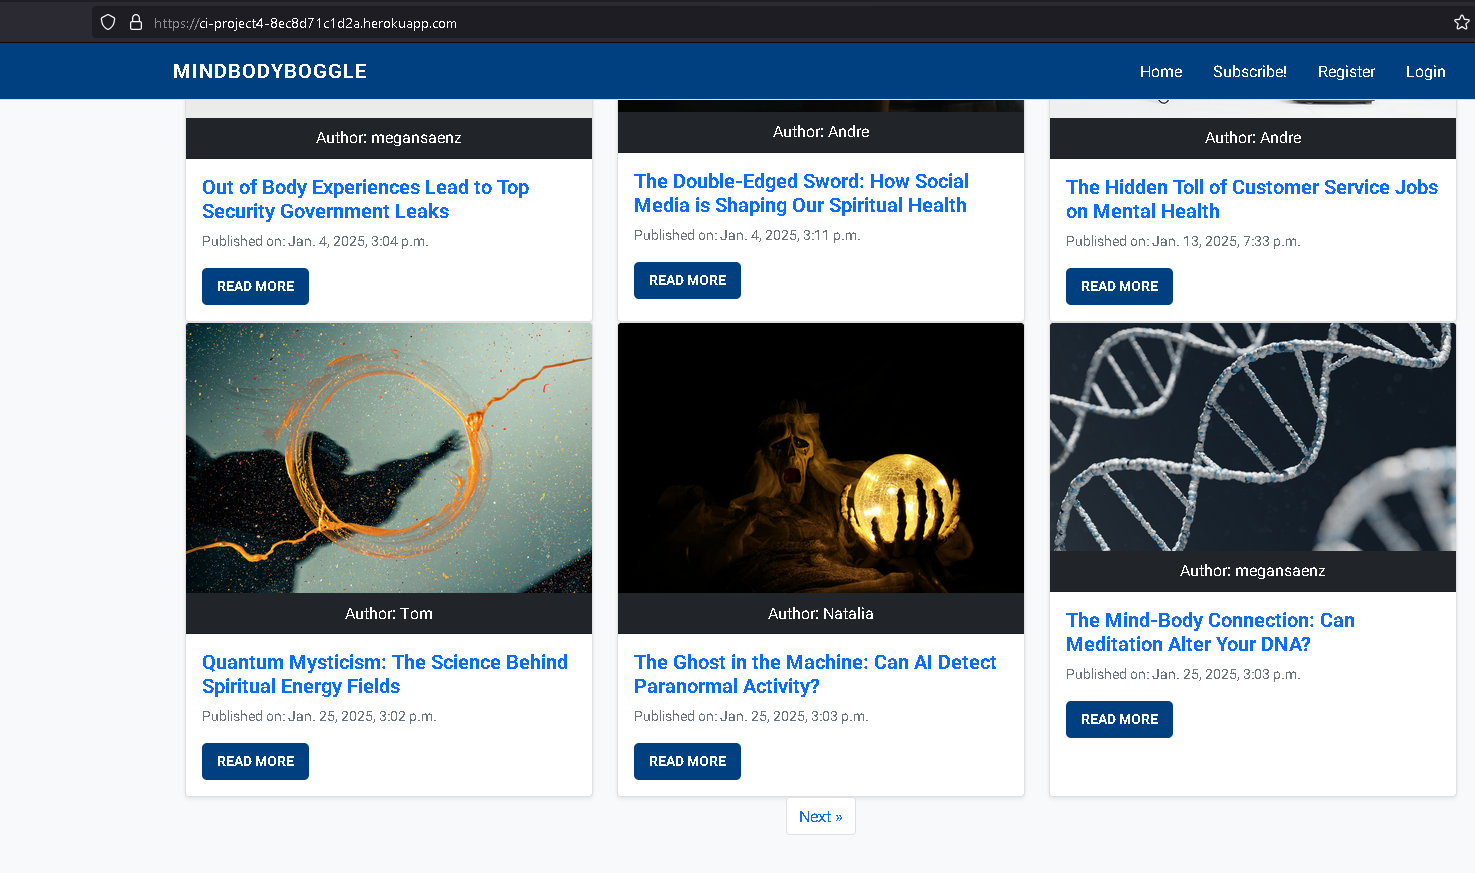 https://ci-project4-8ec8d71c1d2a.herokuapp.com
MINDBODYBOGGLE
Home Subscribe! Register Login
Author: megansaenz
Out of Body Experiences Lead to Top
Security Government Leaks
Published on: Jan. 4, 2025, 3:04 p.m.
READ MORE
Author: Andre
The Double-Edged Sword: How Social
Media is Shaping Our Spiritual Health
Published on: Jan. 4, 2025, 3:11 p.m.
READ MORE
Author: Andre
The Hidden Toll of Customer Service Jobs
on Mental Health
Published on: Jan. 13, 2025, 7:33 p.m.
READ MORE
Author: Tom
Quantum Mysticism: The Science Behind
Spiritual Energy Fields
Published on: Jan. 25, 2025, 3:02 p.m.
READ MORE
Author: Natalia
The Ghost in the Machine: Can AI Detect
Paranormal Activity?
Published on: Jan. 25, 2025, 3:03 p.m.
READ MORE
Author: megansaenz
The Mind-Body Connection: Can
Meditation Alter Your DNA?
Published on: Jan. 25, 2025, 3:03 p.m.
READ MORE
Next »